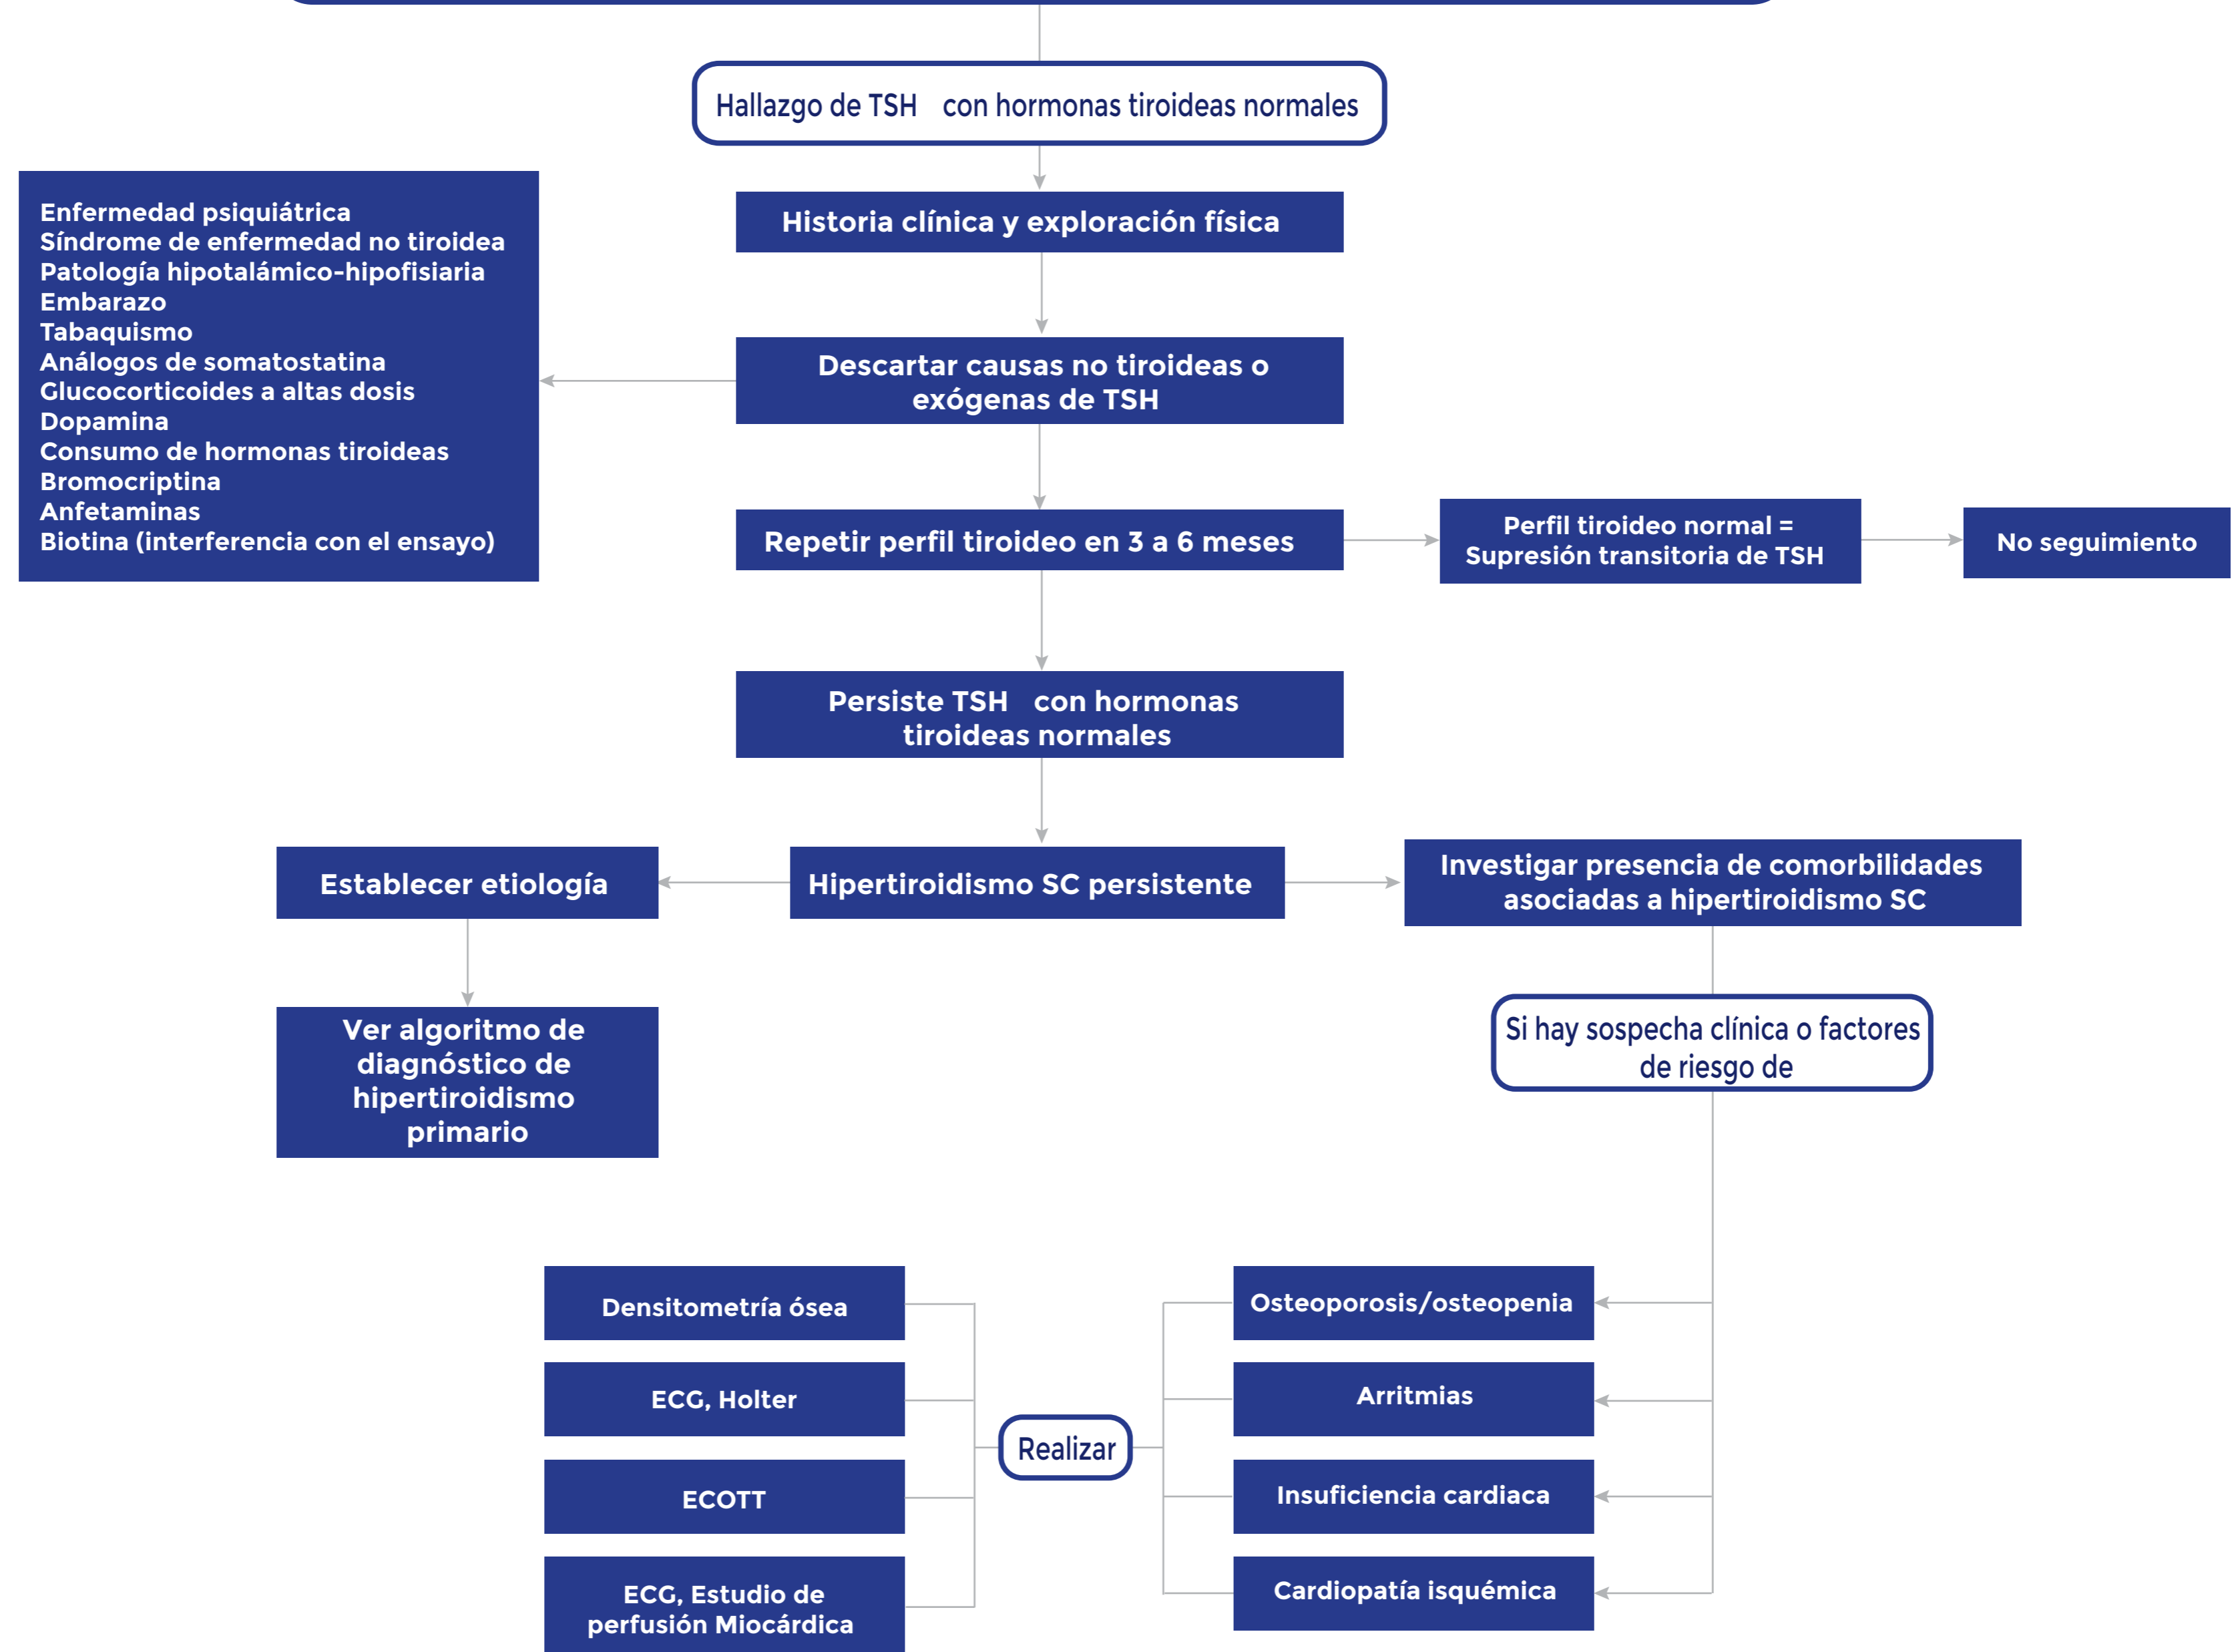 Hallazgo de TSH con hormonas tiroideas normales
Historia clínica y exploración física
Enfermedad psiquiátrica
Síndrome de enfermedad no tiroidea
Patología hipotalámico-hipofisiaria
Embarazo
Tabaquismo
Análogos de somatostatina
Glucocorticoides a altas dosis
Dopamina
Consumo de hormonas tiroideas
Bromocriptina
Anfetaminas
Biotina (interferencia con el ensayo)
Descartar causas no tiroideas o
exógenas de TSH
Repetir perfil tiroideo en 3 a 6 meses
Perfil tiroideo normal =
Supresión transitoria de TSH
No seguimiento
Persiste TSH con hormonas
tiroideas normales
Establecer etiología
Hipertiroidismo SC persistente
Investigar presencia de comorbilidades
asociadas a hipertiroidismo SC
Ver algoritmo de
diagnóstico de
hipertiroidismo
primario
Si hay sospecha clínica o factores
de riesgo de
Densitometría ósea
ECG, Holter
ECOTT
ECG, Estudio de
perfusión Miocárdica
Realizar
Osteoporosis/osteopenia
Arritmias
Insuficiencia cardiaca
Cardiopatía isquémica